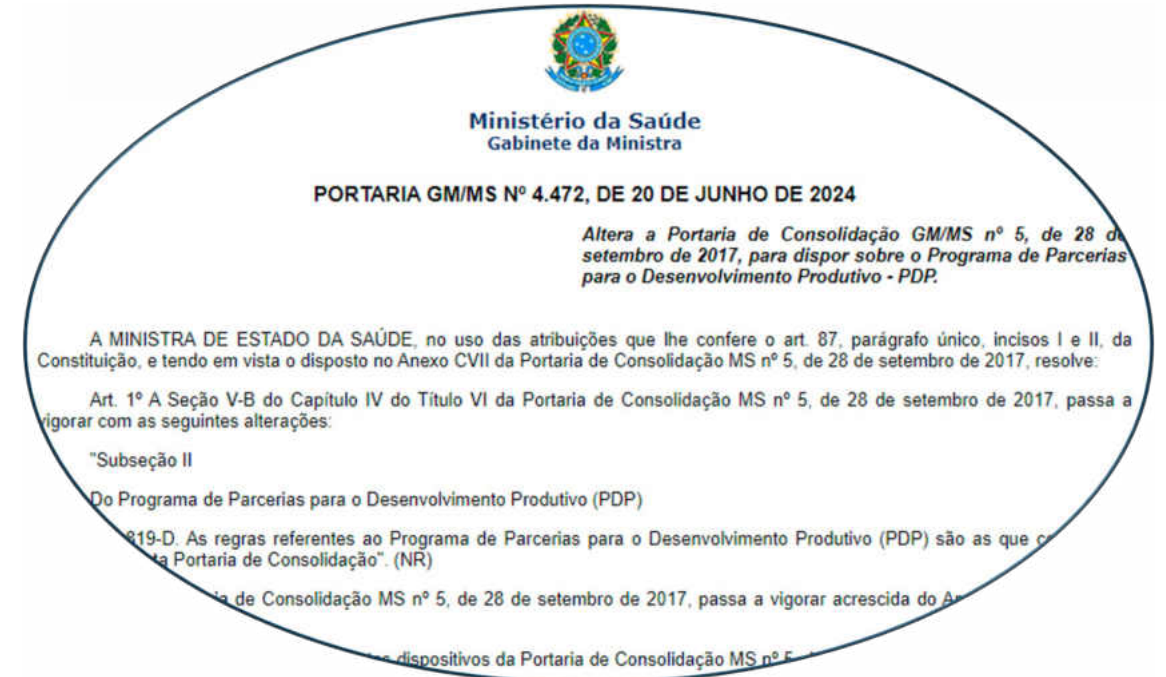 Ministério da Saúde
Gabinete da Ministra
PORTARIA GM/MS Nº 4.472, DE 20 DE JUNHO DE 2024
Altera a Portaria de Consolidação GM/MS nº 5, de 28 de
setembro de 2017, para dispor sobre o Programa de Parcerias
para o Desenvolvimento Produtivo - PDP.
A MINISTRA DE ESTADO DA SAÚDE, no uso das atribuições que lhe confere o art. 87, parágrafo único, incisos I e II, da
Constituição, e tendo em vista o disposto no Anexo CVII da Portaria de Consolidação MS nº 5, de 28 de setembro de 2017, resolve:
Art. 1º A Seção V-B do Capítulo IV do Título VI da Portaria de Consolidação MS nº 5, de 28 de setembro de 2017, passa a
vigorar com as seguintes alterações:
"Subseção II
Do Programa de Parcerias para o Desenvolvimento Produtivo (PDP)
819-D. As regras referentes ao Programa de Parcerias para o Desenvolvimento Produtivo (PDP) são as que
Portaria de Consolidação". (NR)
de Consolidação MS nº 5, de 28 de setembro de 2017, passa a vigorar acrescida do
dispositivos da Portaria de Consolidação MS nº